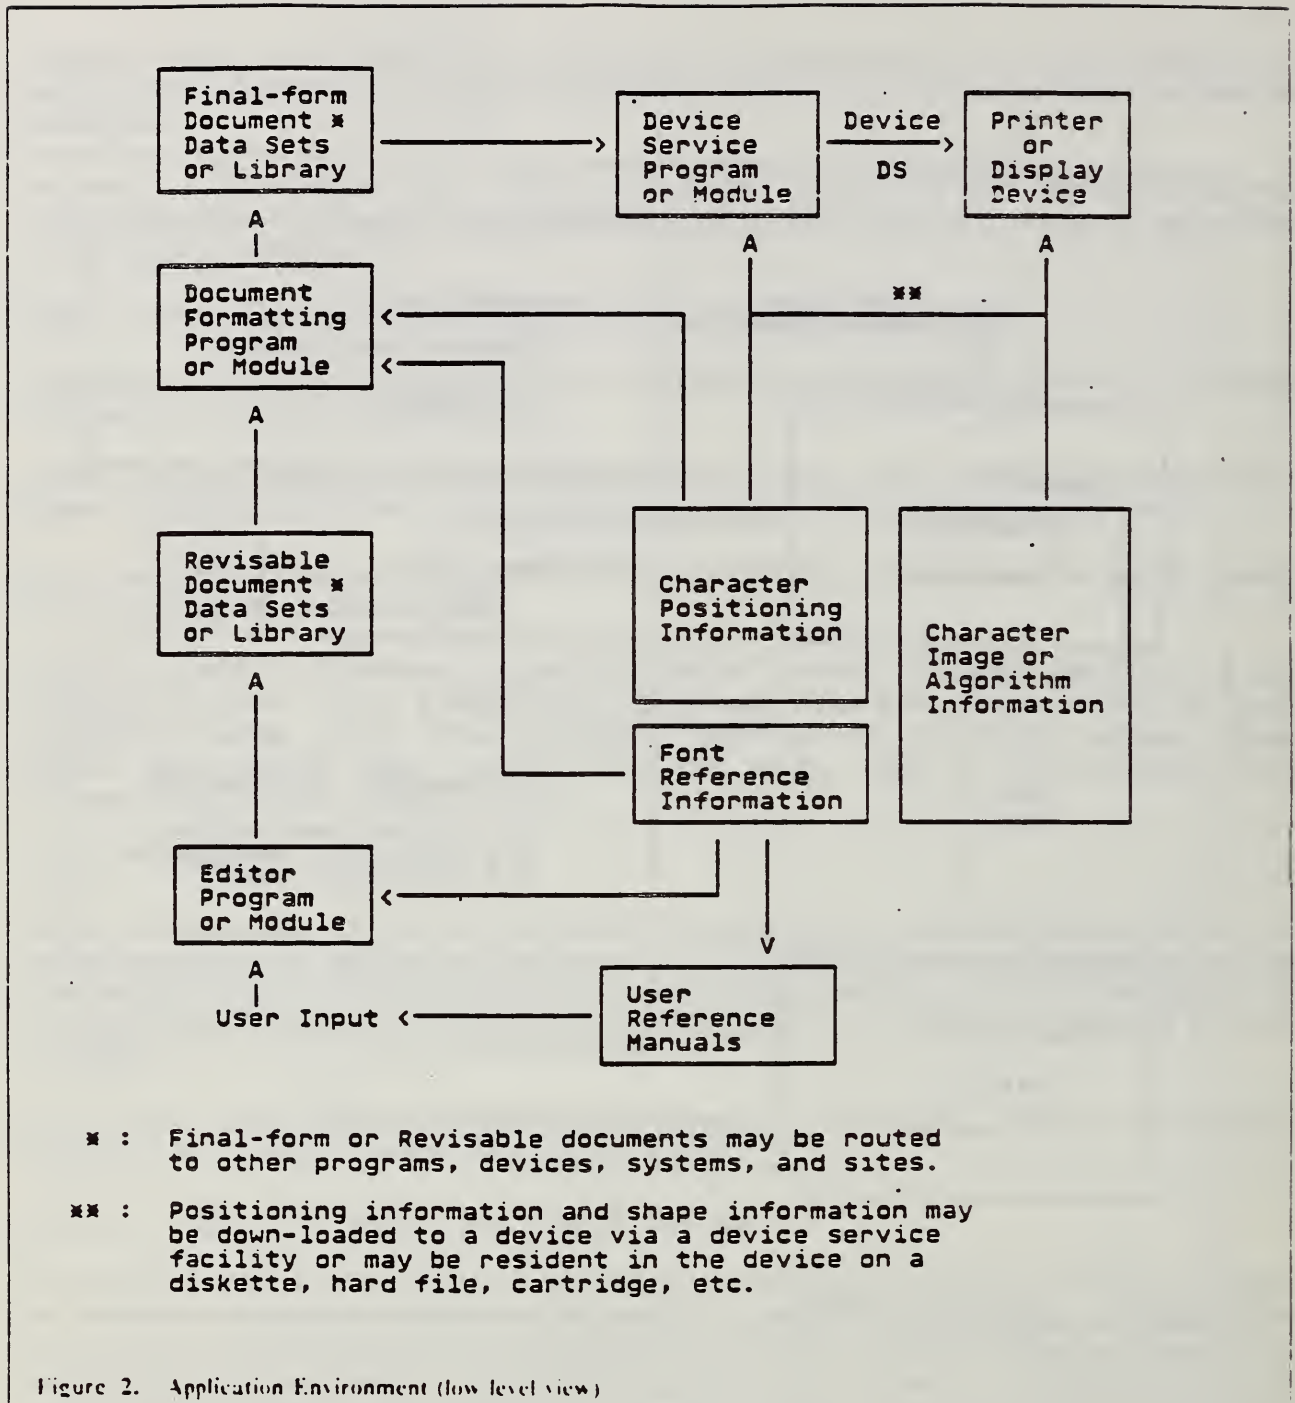 Final-form
Document *
Data Sets
or Library
Device
Service
Program
or Module
Device
DS
Printer
or
Display
Device
Document
Formatting
Program
or Module
**
Revisable
Document *
Data Sets
or Library
Character
Positioning
Information
Character
Image or
Algorithm
Information
Font
Reference
Information
Editor
Program
or Module
User Input
User
Reference
Manuals
* : Final-form or Revisable documents may be routed
to other programs, devices, systems, and sites.
** : Positioning information and shape information may
be down-loaded to a device via a device service
facility or may be resident in the device on a
diskette, hard file, cartridge, etc.
Figure 2. Application Environment (low level view)